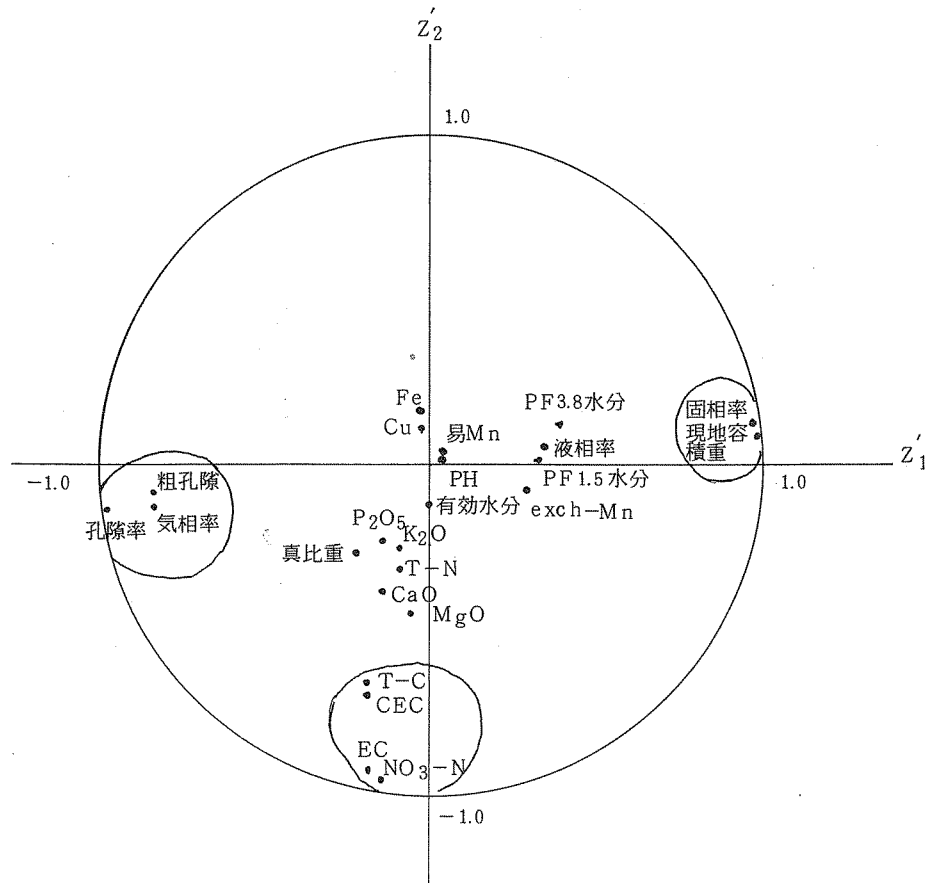 Z′2
1.0
Fe
PF3.8水分
固相率
Cu
易Mn
液相率
現地容
積重
Z′1
−1.0
粗孔隙
PH
PF1.5水分
1.0
孔隙率
気相率
有効水分
exch−Mn
P2O5
K2O
真比重
T−N
CaO
MgO
T−C
CEC
EC
NO3−N
−1.0